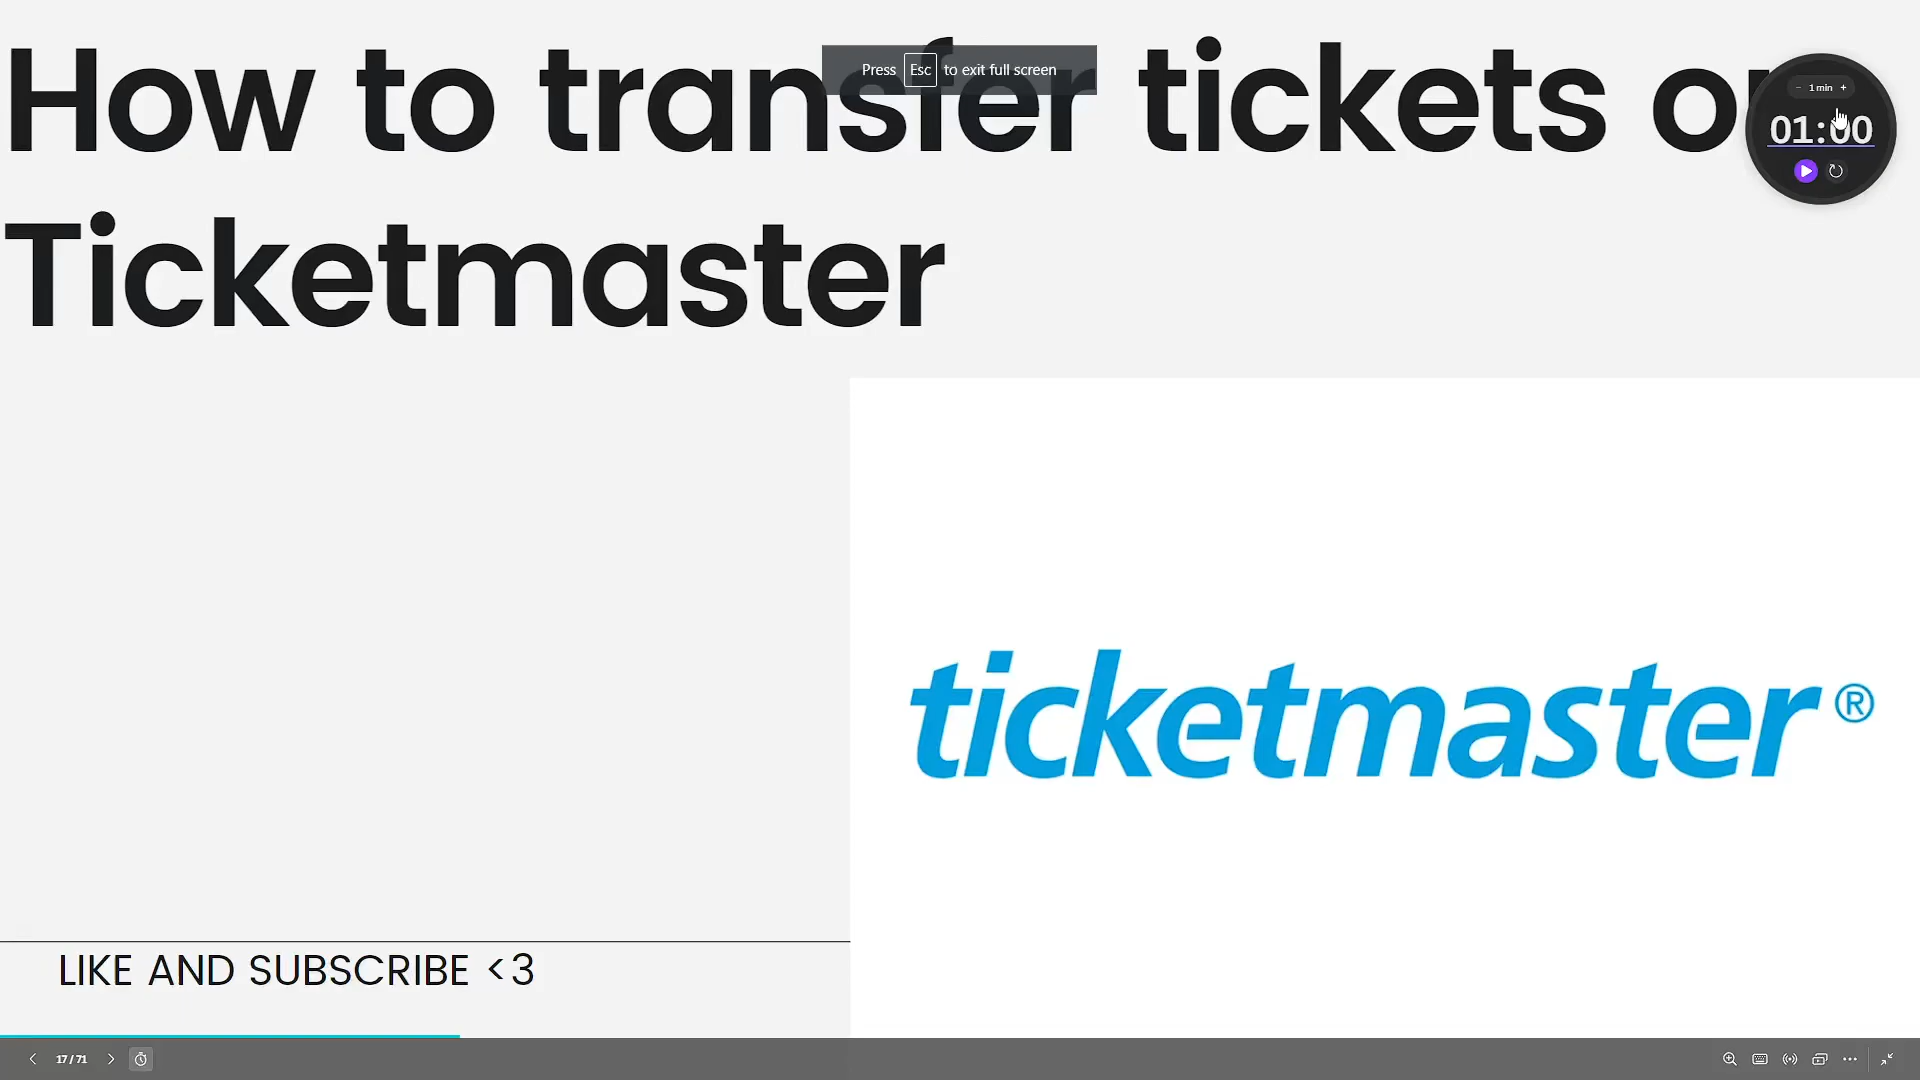 How to transfer tickets o
Ticketmaster
Press Esc to exit full screen
− 1 min +
01:00
ticketmaster®
LIKE AND SUBSCRIBE <3
17 / 71